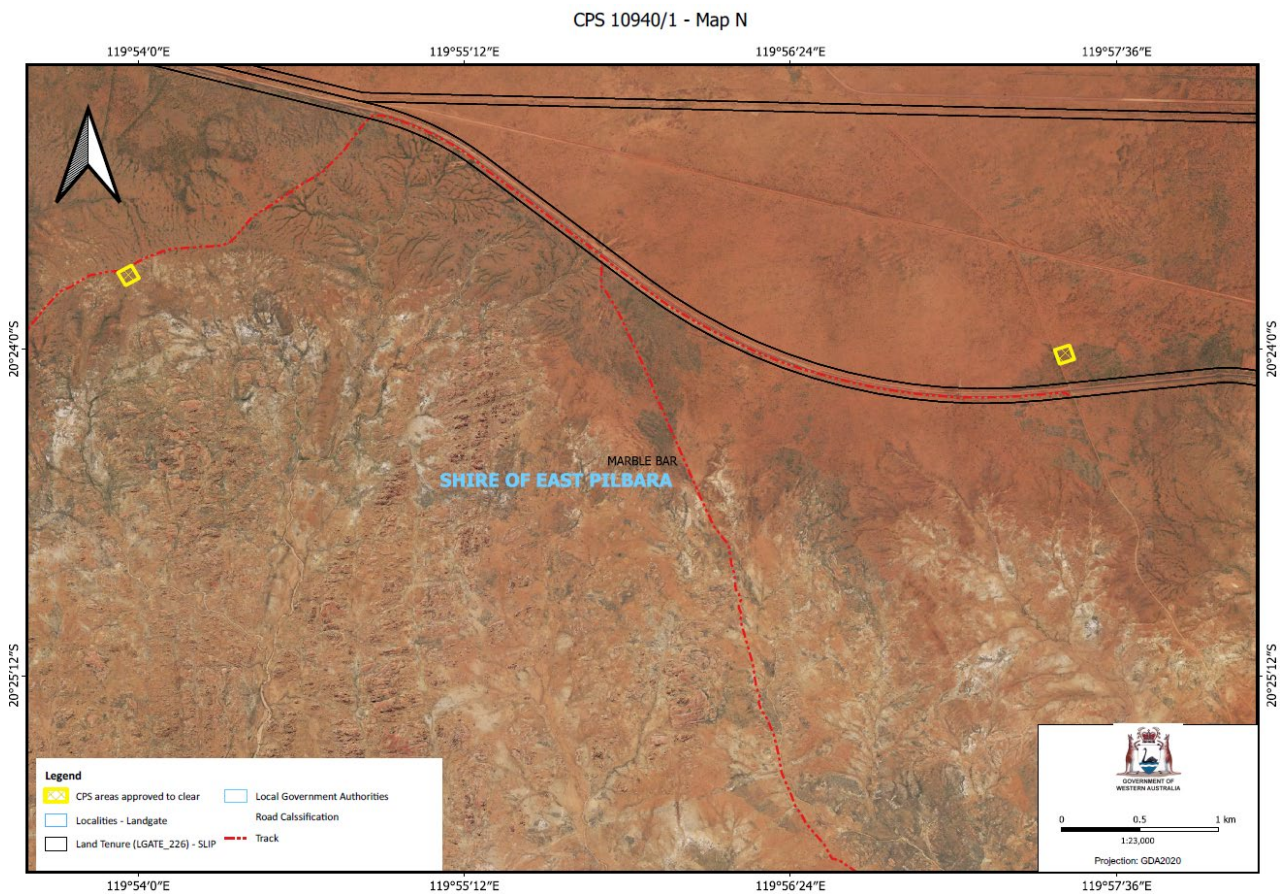 CPS 10940/1 - Map N
119°54'0"E
119°55'12"E
119°56'24"E
119°57'36"E
20°24'0"S
20°24'0"S
MARBLE BAR
SHIRE OF EAST PILBARA
20°25'12"S
20°25'12"S
Legend
CPS areas approved to clear
Localities - Landgate
Land Tenure (LGATE_226) - SLIP
Local Government Authorities
Road Calssification
Track
GOVERNMENT OF
WESTERN AUSTRALIA
0 0.5 1 km
1:23,000
Projection: GDA2020
119°54'0"E
119°55'12"E
119°56'24"E
119°57'36"E